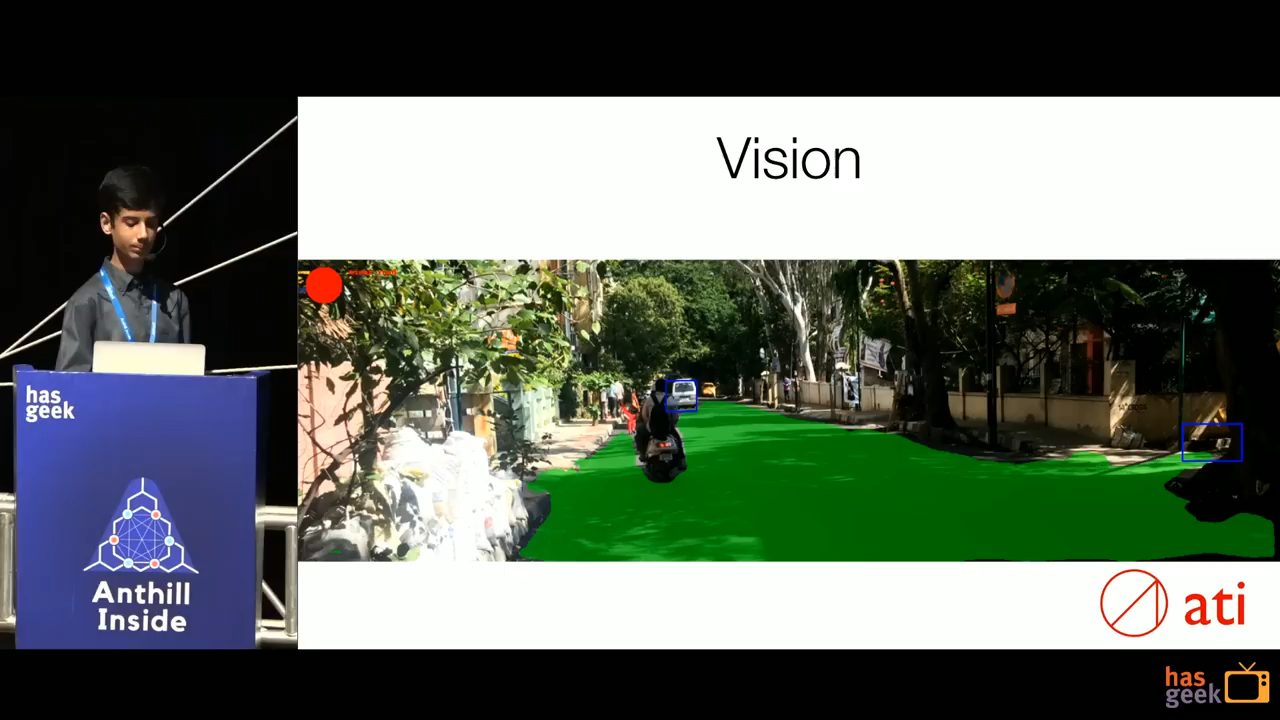 Vision
has
geek
Anthill
Inside
ati
has
geek